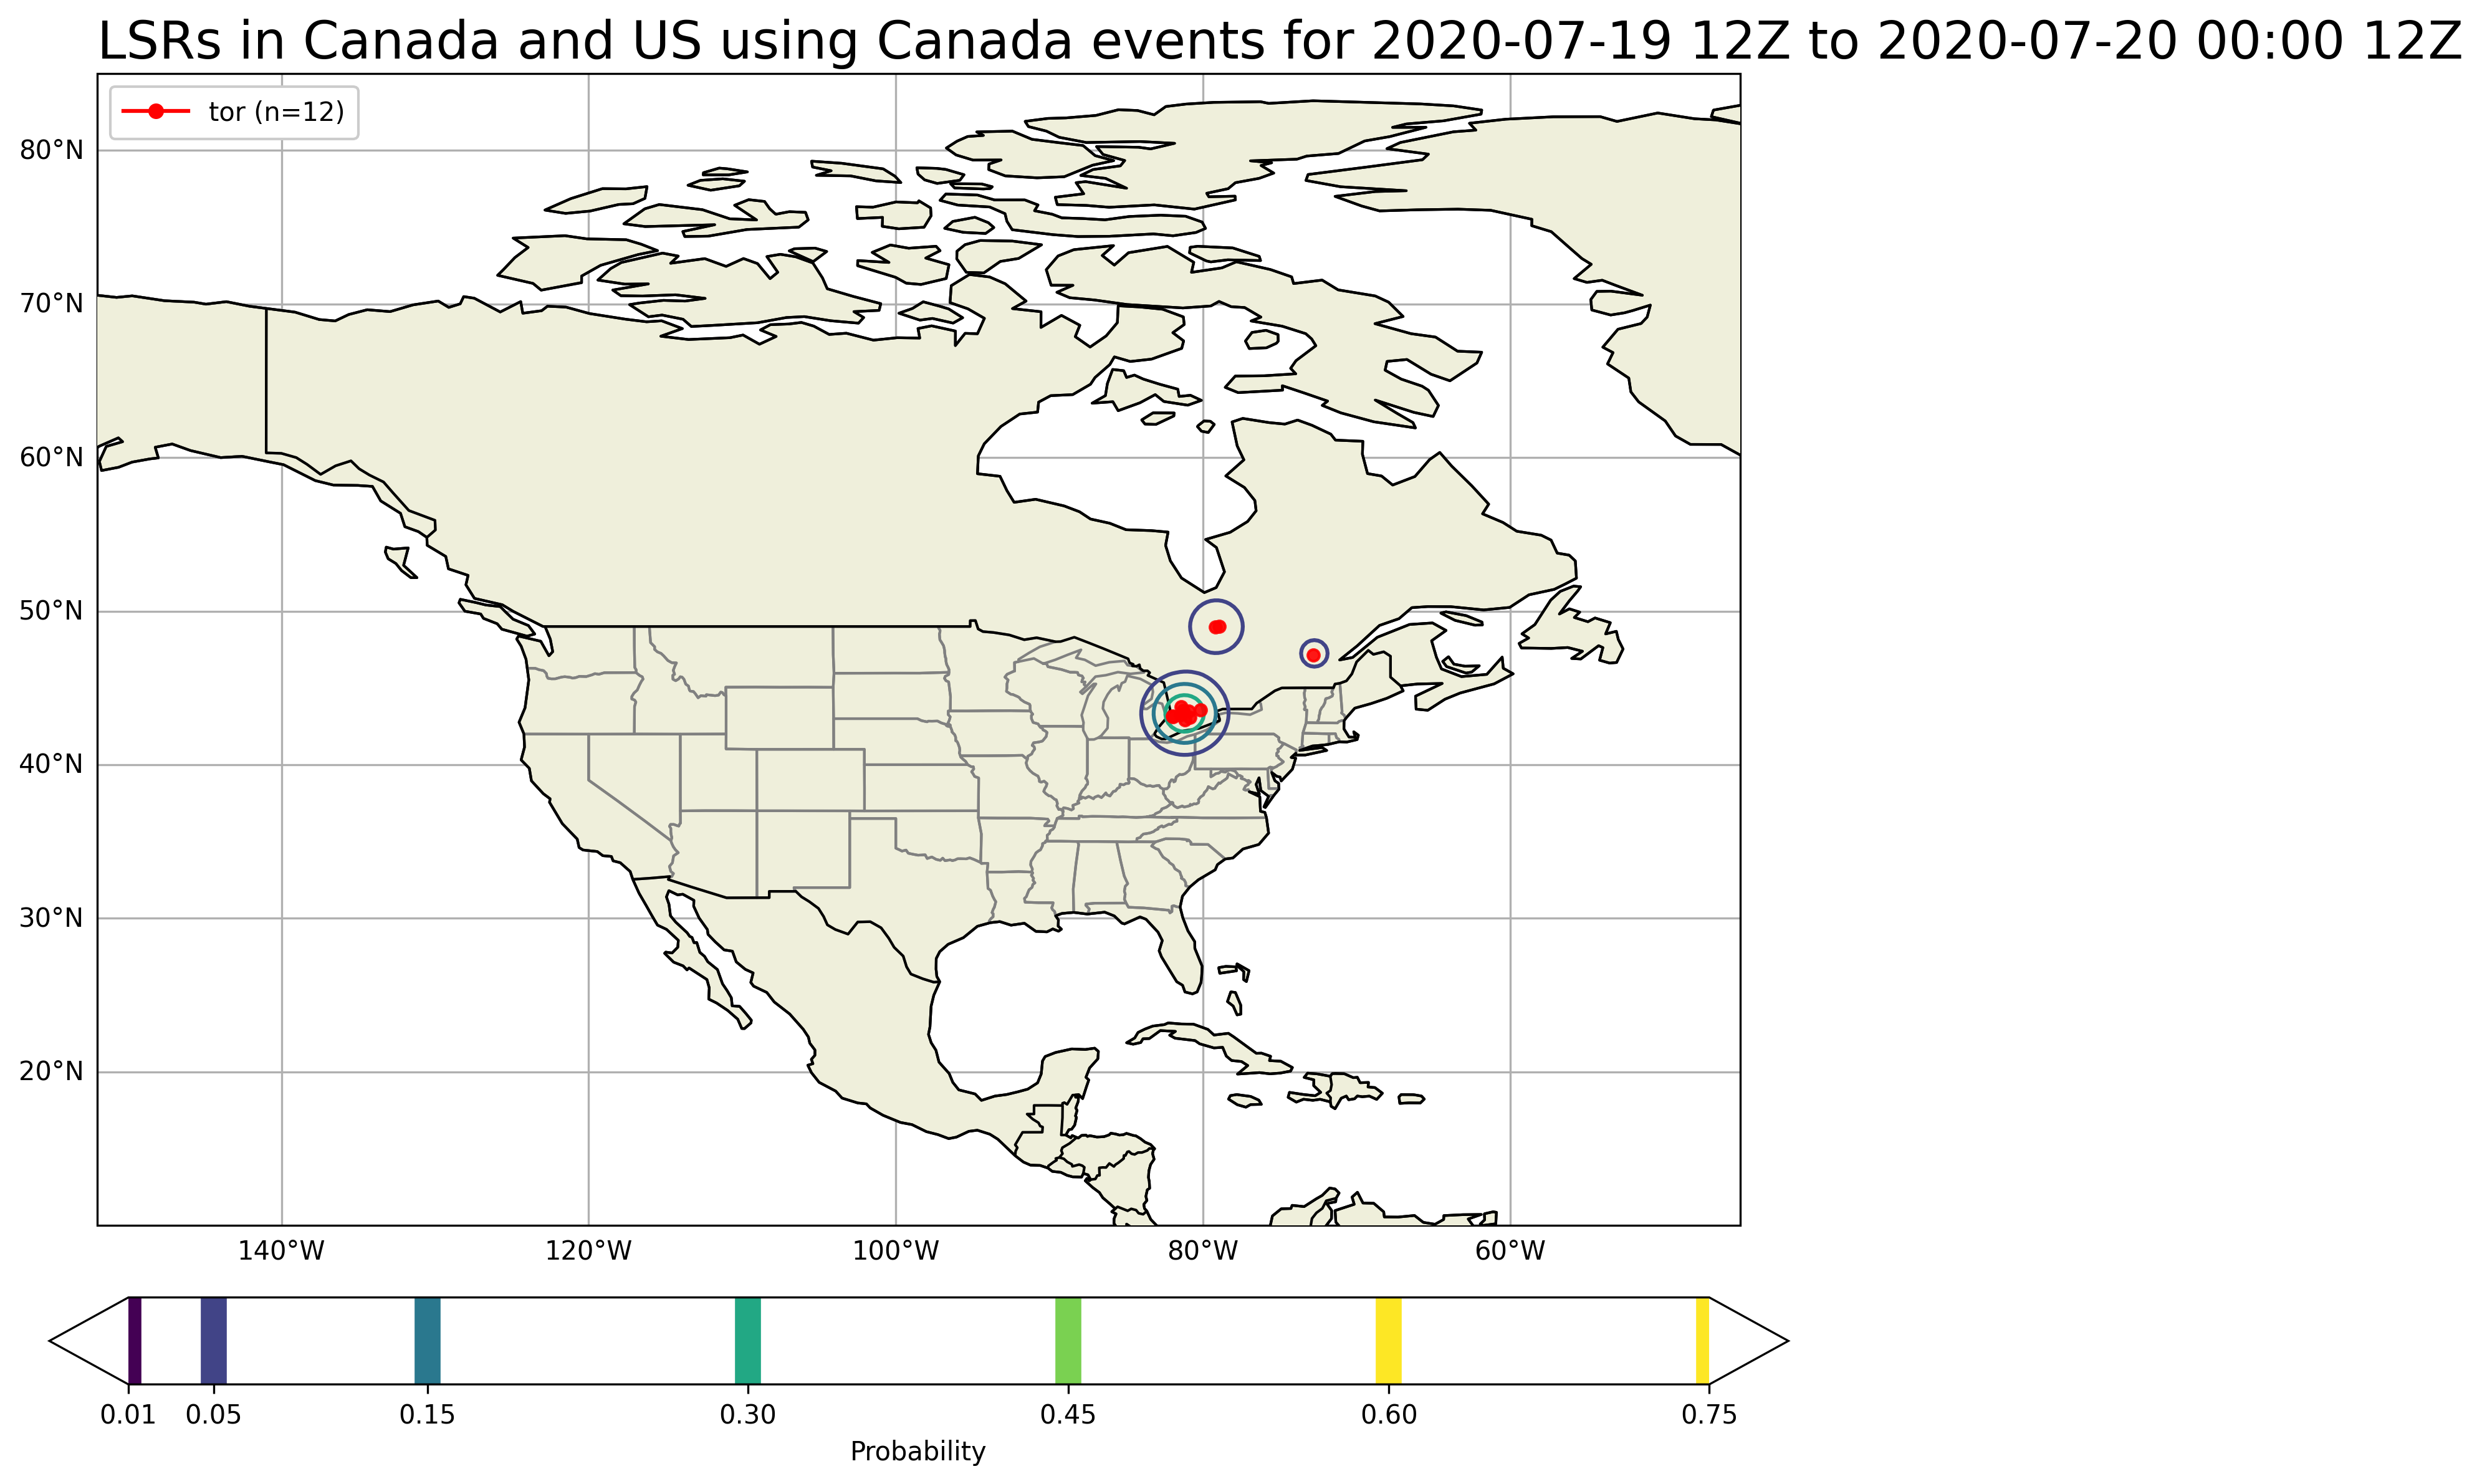 LSRs in Canada and US using Canada events for 2020-07-19 12Z to 2020-07-20 00:00 12Z
tor (n=12)
80°N
70°N
60°N
50°N
40°N
30°N
20°N
140°W 120°W 100°W 80°W 60°W
0.01 0.05 0.15 0.30 0.45 0.60 0.75
Probability